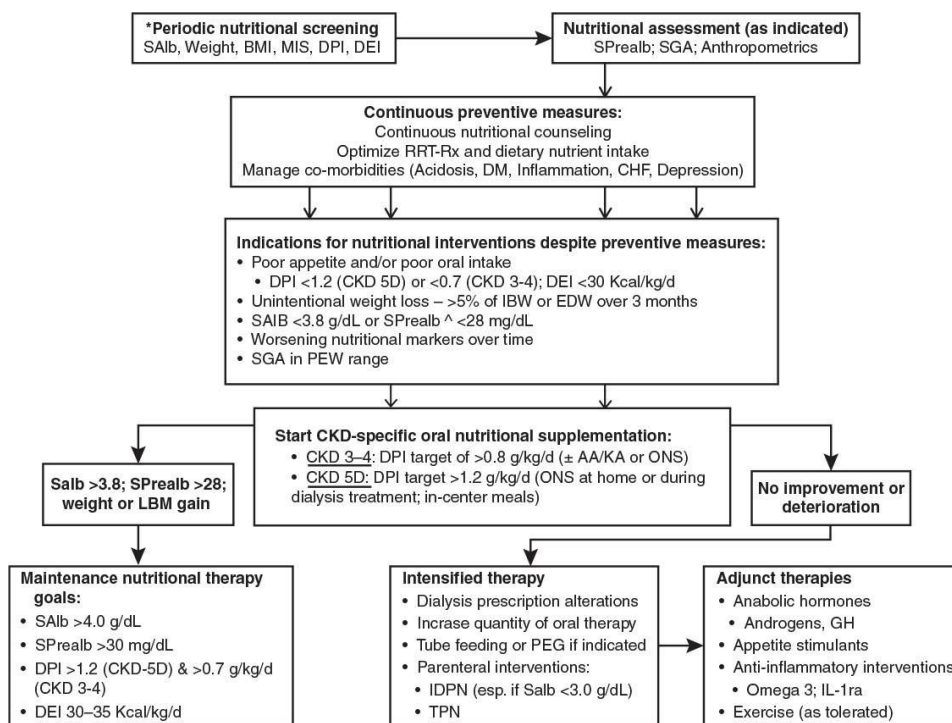 *Periodic nutritional screening
SAlb, Weight, BMI, MIS, DPI, DEI
Nutritional assessment (as indicated)
SPrealb; SGA; Anthropometrics
Continuous preventive measures:
Continuous nutritional counseling
Optimize RRT-Rx and dietary nutrient intake
Manage co-morbidities (Acidosis, DM, Inflammation, CHF, Depression)
Indications for nutritional interventions despite preventive measures:
• Poor appetite and/or poor oral intake
• DPI <1.2 (CKD 5D) or <0.7 (CKD 3-4); DEI <30 Kcal/kg/d
• Unintentional weight loss – >5% of IBW or EDW over 3 months
• SAIB <3.8 g/dL or SPrealb ^ <28 mg/dL
• Worsening nutritional markers over time
• SGA in PEW range
Start CKD-specific oral nutritional supplementation:
• CKD 3–4: DPI target of >0.8 g/kg/d (± AA/KA or ONS)
• CKD 5D: DPI target >1.2 g/kg/d (ONS at home or during
dialysis treatment; in-center meals)
Salb >3.8; SPrealb >28;
weight or LBM gain
No improvement or
deterioration
Maintenance nutritional therapy
goals:
• SAlb >4.0 g/dL
• SPrealb >30 mg/dL
• DPI >1.2 (CKD-5D) & >0.7 g/kg/d
(CKD 3-4)
• DEI 30–35 Kcal/kg/d
Intensified therapy
• Dialysis prescription alterations
• Incrase quantity of oral therapy
• Tube feeding or PEG if indicated
• Parenteral interventions:
• IDPN (esp. if Salb <3.0 g/dL)
• TPN
Adjunct therapies
• Anabolic hormones
• Androgens, GH
• Appetite stimulants
• Anti-inflammatory interventions
• Omega 3; IL-1ra
• Exercise (as tolerated)